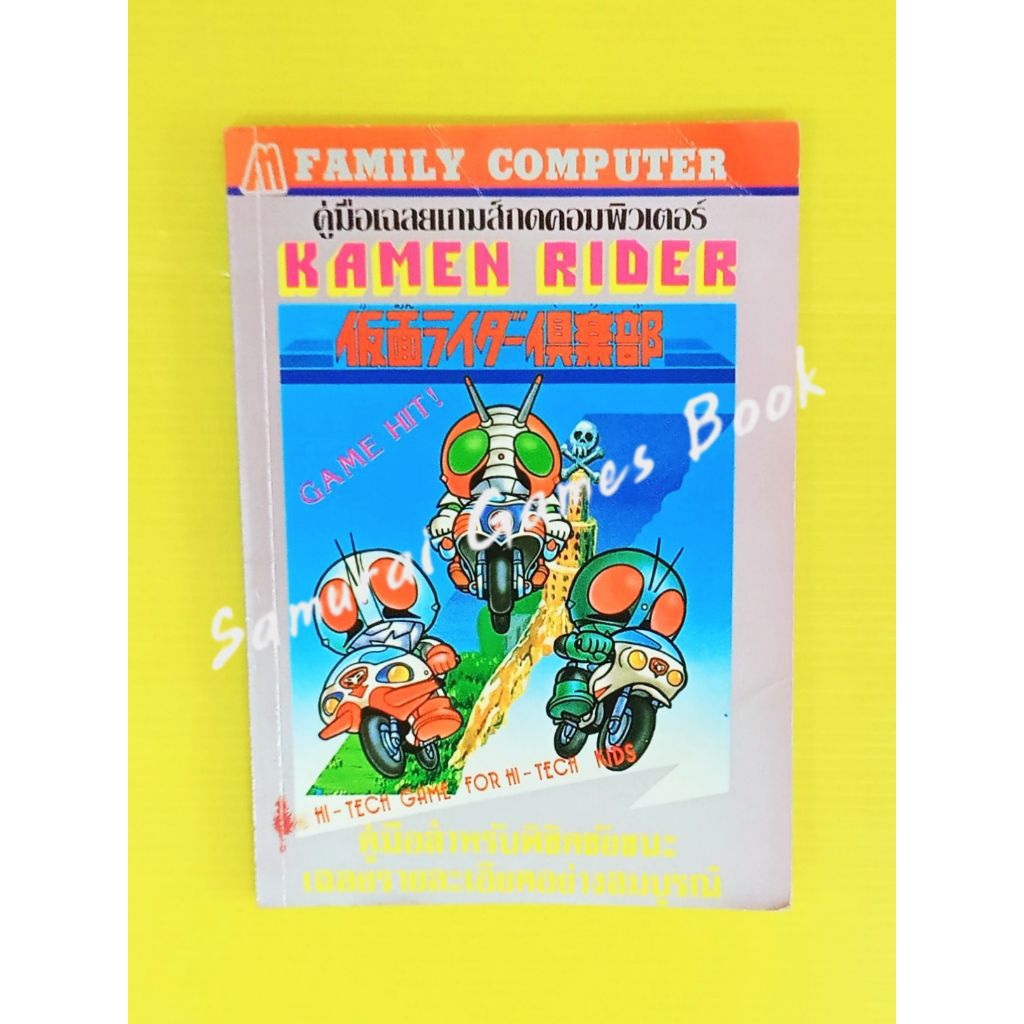 FAMILY COMPUTER
คู่มือเฉลยเกมส์กดคอมพิวเตอร์
KAMEN RIDER
仮面ライダー倶楽部
GAME HIT!
Samurai Games Book
HI-TECH GAME FOR HI-TECH KIDS
คู่มือสำหรับพิชิตชัยชนะ
เฉลยรายละเอียดอย่างสมบูรณ์